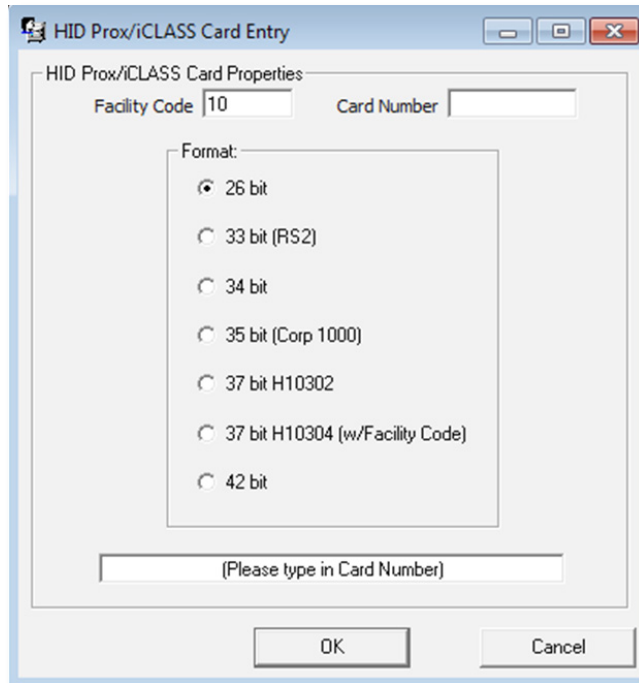 HID Prox/iCLASS Card Entry
HID Prox/iCLASS Card Properties
Facility Code 10 Card Number
Format:
26 bit
33 bit (RS2)
34 bit
35 bit (Corp 1000)
37 bit H10302
37 bit H10304 (w/Facility Code)
42 bit
(Please type in Card Number)
OK Cancel